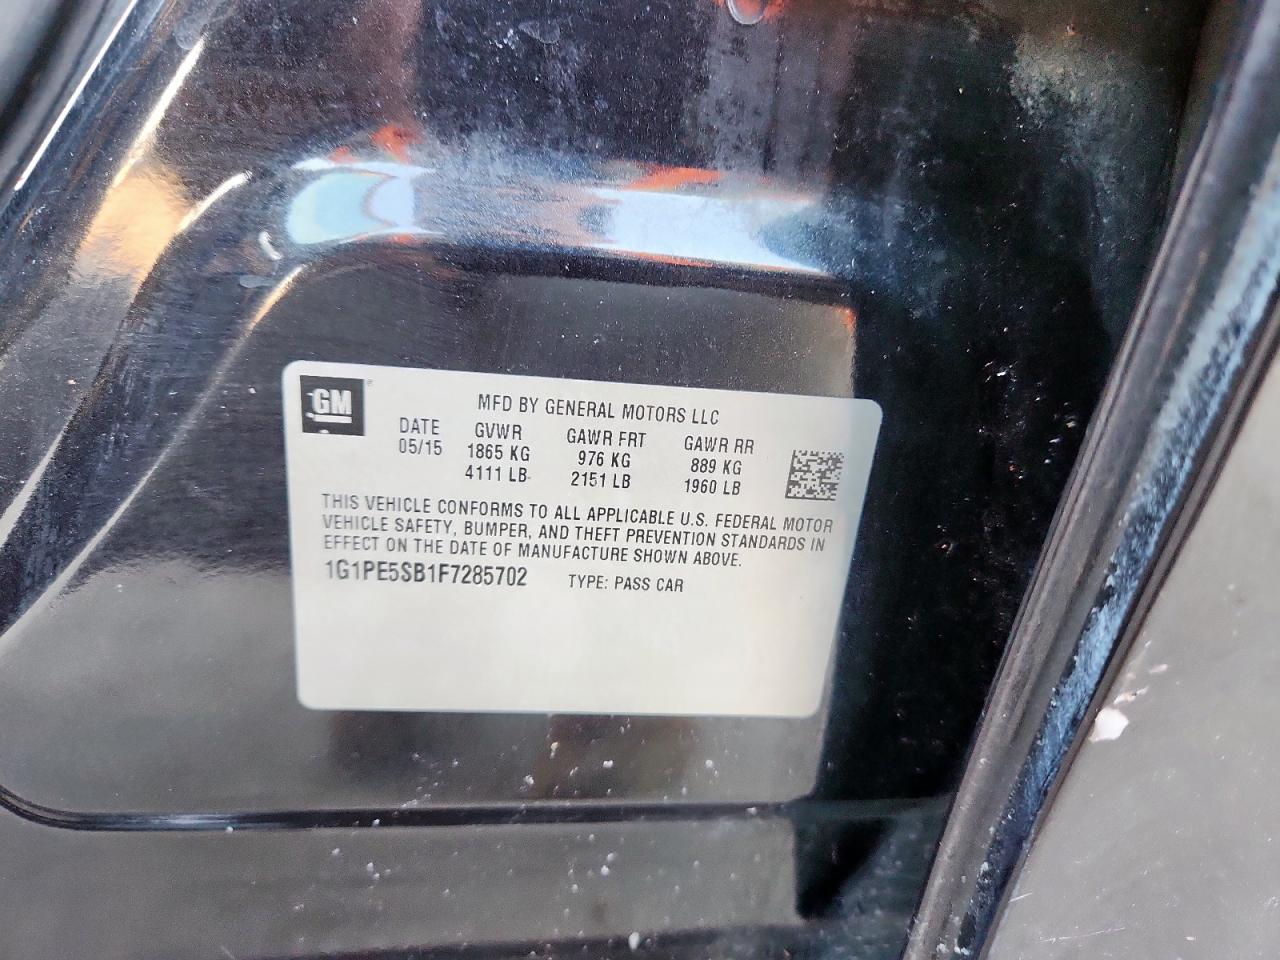 GM
MFD BY GENERAL MOTORS LLC
DATE GVWR GAWR FRT GAWR RR
05/15 1865 KG 976 KG 889 KG
4111 LB 2151 LB 1960 LB
THIS VEHICLE CONFORMS TO ALL APPLICABLE U.S. FEDERAL MOTOR
VEHICLE SAFETY, BUMPER, AND THEFT PREVENTION STANDARDS IN
EFFECT ON THE DATE OF MANUFACTURE SHOWN ABOVE.
1G1PE5SB1F7285702 TYPE: PASS CAR